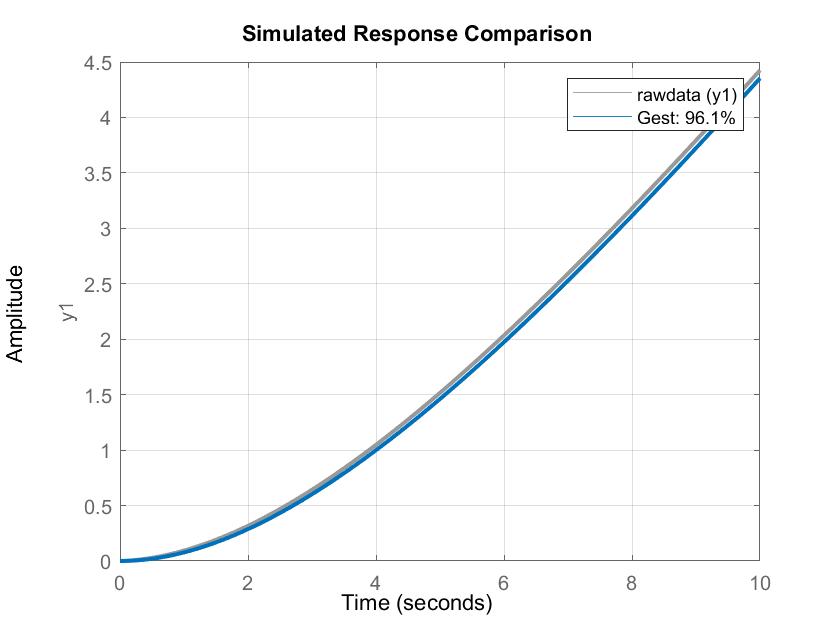 Simulated Response Comparison
4.5
4
3.5
3
2.5
2
1.5
1
0.5
0
Amplitude
y1
rawdata (y1)
Gest: 96.1%
0 2 4 6 8 10
Time (seconds)